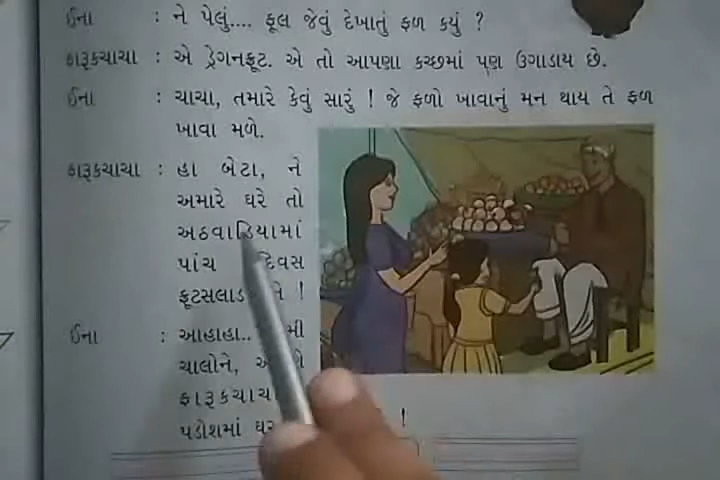 ઈના : ને પેલું.... ફૂલ જેવું દેખાતું ફળ કયું ?
ફારૂકચાચા : એ ડ્રેગનફ્રૂટ. એ તો આપણા કચ્છમાં પણ ઉગાડાય છે.
ઈના : ચાચા, તમારે કેવું સારું ! જે ફળો ખાવાનું મન થાય તે ફળ
ખાવા મળે.
ફારૂકચાચા : હા બેટા, ને
અમારે ઘરે તો
અઠવાડિયામાં
પાંચ દિવસ
ફ્રૂટસલાડ !
ઈના : આહાહા..
ચાલોને,
ફારૂકચાચા
પડોશમાં !